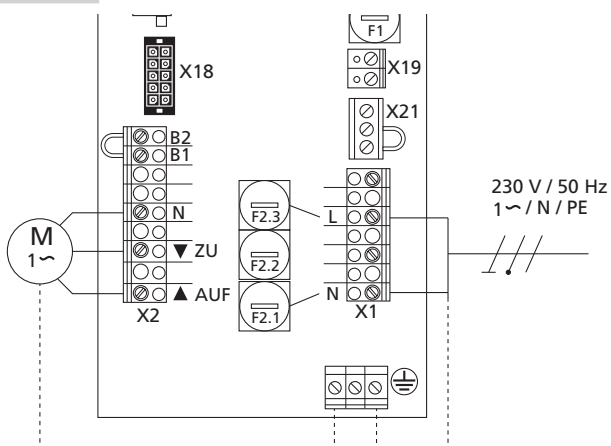 F1
X18
X19
X21
B2
B1
N
ZU
AUF
X2
M
1~
F2.3
F2.2
F2.1
L
N
X1
230 V / 50 Hz
1~/ N / PE